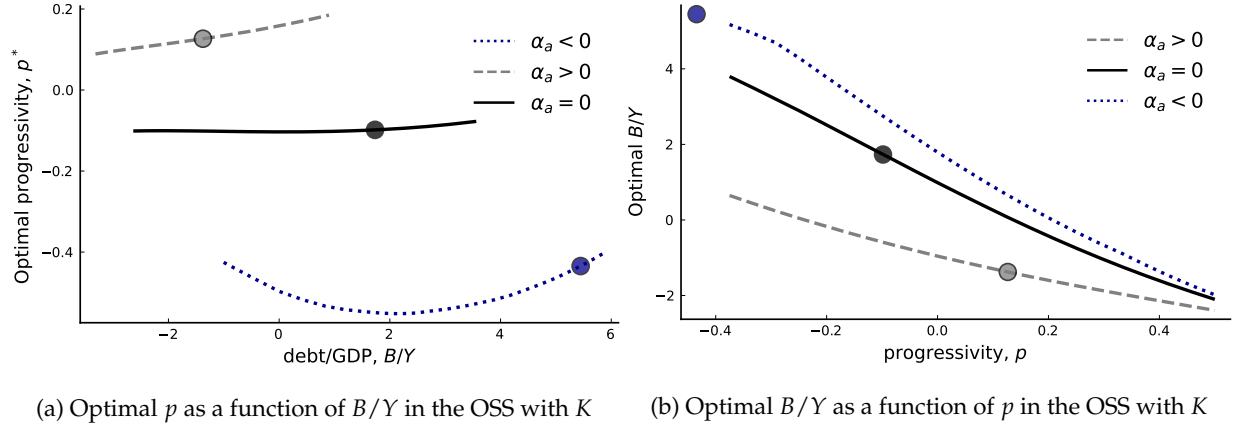 Optimal progressivity, p*
0.2
0.0
−0.2
−0.4
−2
0
2
4
6
debt/GDP, B/Y
α_a < 0
α_a > 0
α_a = 0
(a) Optimal p as a function of B/Y in the OSS with K
Optimal B/Y
4
2
0
−2
−0.4
−0.2
0.0
0.2
0.4
progressivity, p
α_a > 0
α_a = 0
α_a < 0
(b) Optimal B/Y as a function of p in the OSS with K